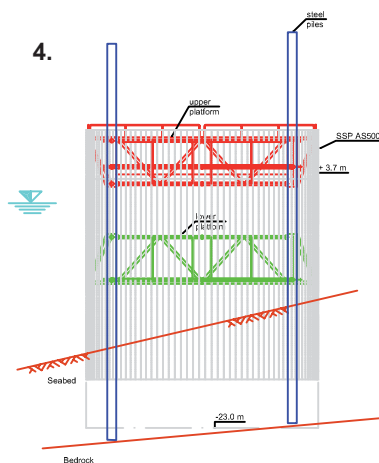 steel
piles
4.
upper
platform
SSP AS500
+ 3.7 m
lower
platform
Seabed
-23.0 m
Bedrock